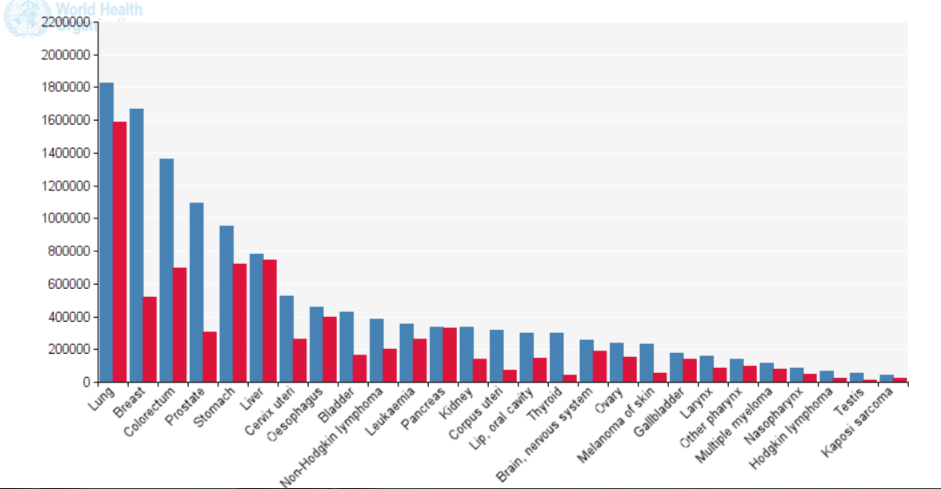 World Health
Organization
2200000
2000000
1800000
1600000
1400000
1200000
1000000
800000
600000
400000
200000
0
Lung
Breast
Colorectum
Prostate
Stomach
Liver
Cervix uteri
Oesophagus
Bladder
Non-Hodgkin lymphoma
Leukaemia
Pancreas
Kidney
Corpus uteri
Lip, oral cavity
Thyroid
Brain, nervous system
Ovary
Melanoma of skin
Gallbladder
Larynx
Other pharynx
Multiple myeloma
Nasopharynx
Hodgkin lymphoma
Testis
Kaposi sarcoma